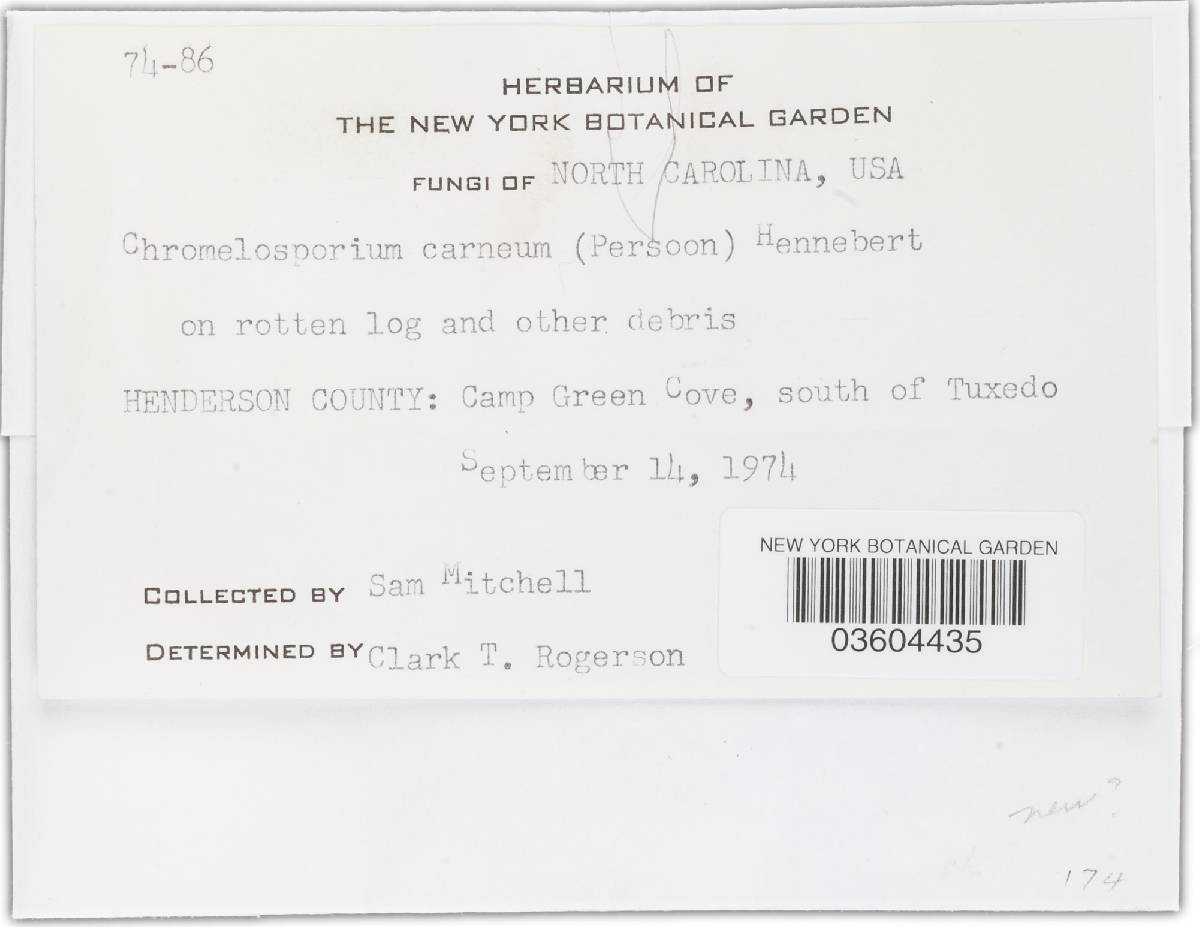 74-86
HERBARIUM OF
THE NEW YORK BOTANICAL GARDEN
FUNGI OF NORTH CAROLINA, USA
Chromelosporium carneum (Persoon) Hennebert
on rotten log and other debris
HENDERSON COUNTY: Camp Green Cove, south of Tuxedo
September 14, 1974
COLLECTED BY Sam Mitchell
DETERMINED BY Clark T. Rogerson
NEW YORK BOTANICAL GARDEN
03604435
new?
174